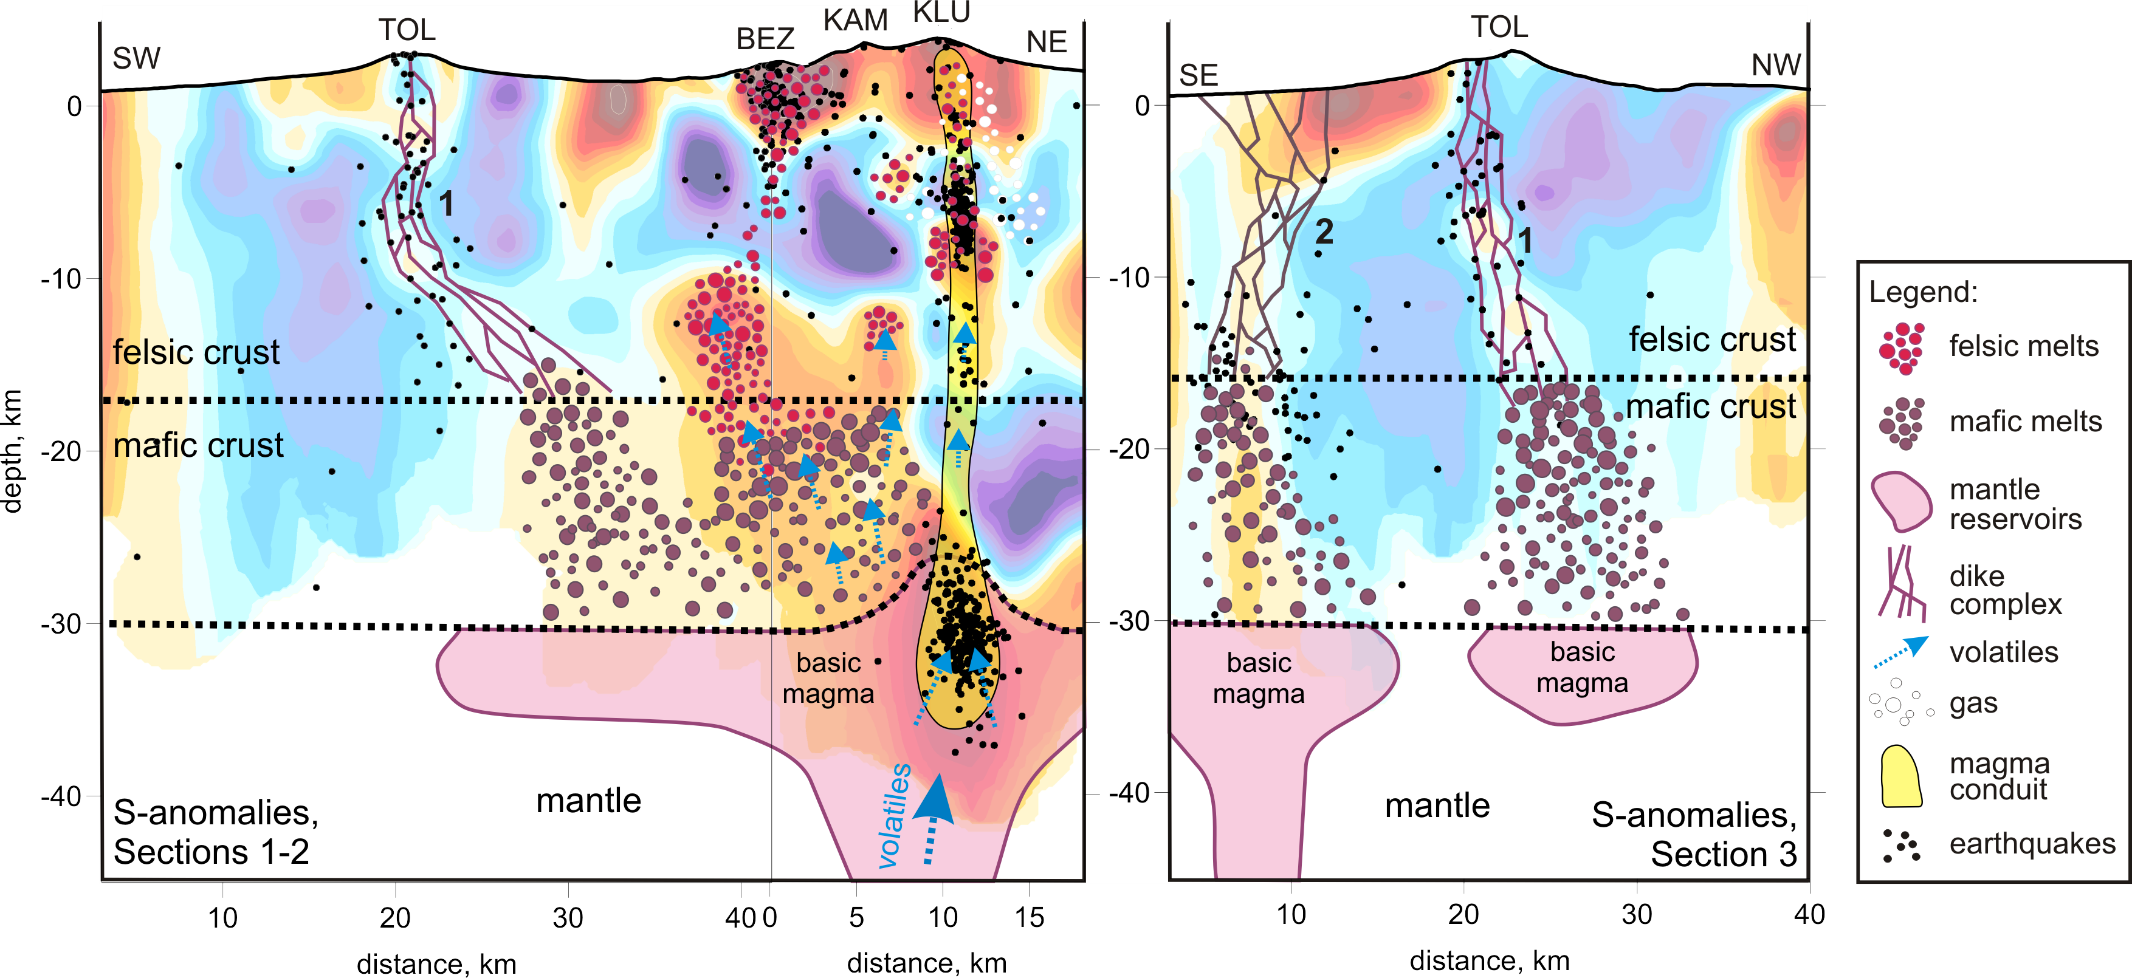 SW
TOL
BEZ
KAM
KLU
NE
0
-10
-20
-30
-40
depth, km
1
felsic crust
mafic crust
basic
magma
mantle
volatiles
S-anomalies,
Sections 1-2
10
20
30
40
0
5
10
15
distance, km
distance, km
SE
TOL
NW
0
-10
-20
-30
-40
2
1
felsic crust
mafic crust
basic
magma
basic
magma
mantle
S-anomalies,
Section 3
10
20
30
40
distance, km
Legend:
felsic melts
mafic melts
mantle
reservoirs
dike
complex
volatiles
gas
magma
conduit
earthquakes